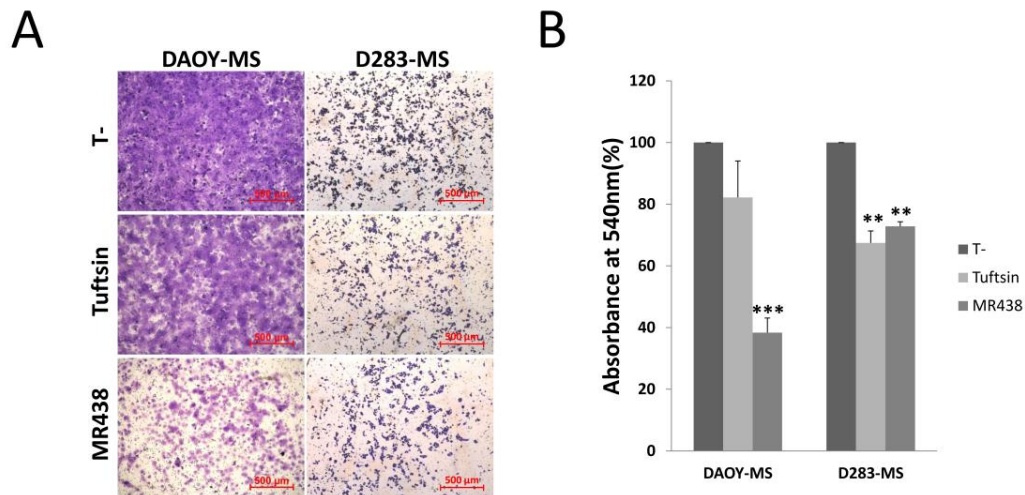 A
DAOY-MS D283-MS
T-
500 µm 500 µm
Tuftsin
500 µm 500 µm
MR438
500 µm 500 µm
B
Absorbance at 540nm(%)
120
100
80
60
40
20
0
***
** **
DAOY-MS D283-MS
T-
Tuftsin
MR438